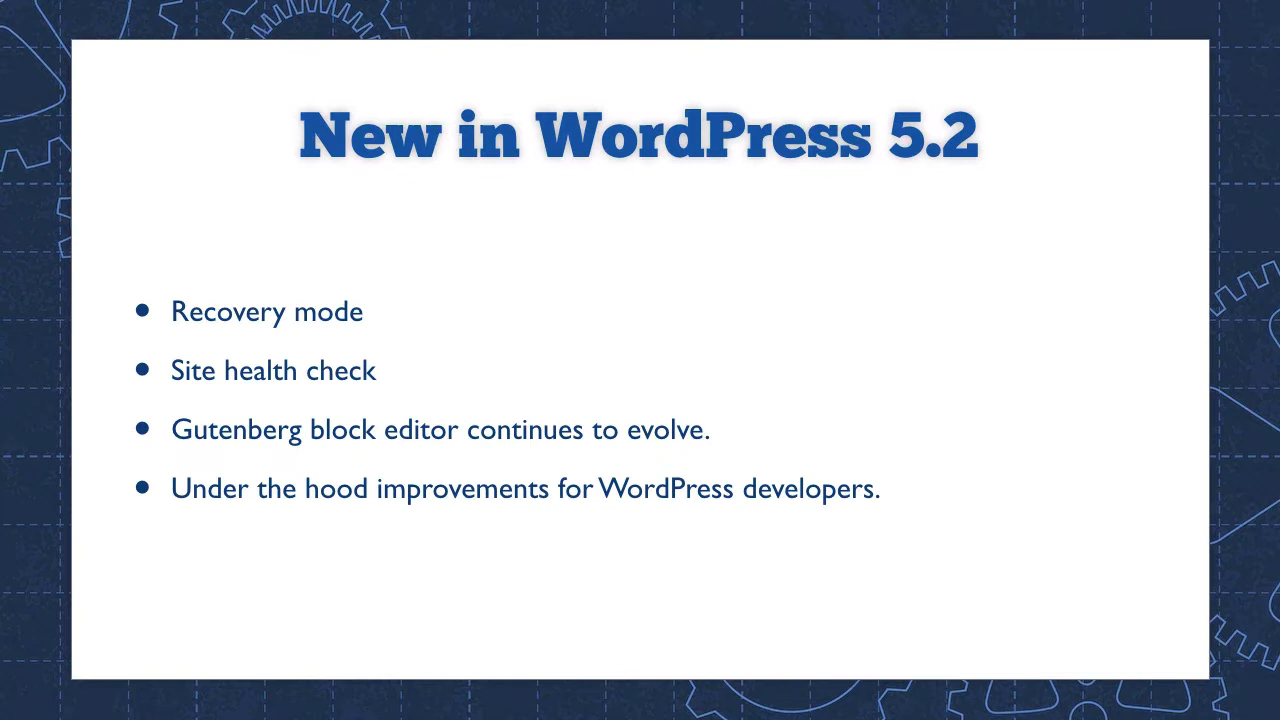 New in WordPress 5.2
• Recovery mode
• Site health check
• Gutenberg block editor continues to evolve.
• Under the hood improvements for WordPress developers.